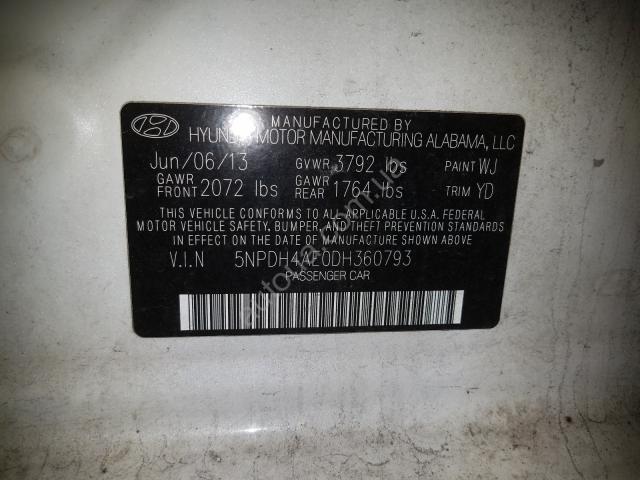 MANUFACTURED BY
HYUNDAI MOTOR MANUFACTURING ALABAMA, LLC
Jun/06/13 GVWR 3792 lbs PAINT WJ
GAWR FRONT 2072 lbs GAWR REAR 1764 lbs TRIM YD
THIS VEHICLE CONFORMS TO ALL APPLICABLE U.S.A. FEDERAL
MOTOR VEHICLE SAFETY, BUMPER, AND THEFT PREVENTION
STANDARDS IN EFFECT ON THE DATE OF MANUFACTURE SHOWN ABOVE.
V.I.N 5NPDH4AE0DH360793
PASSENGER CAR